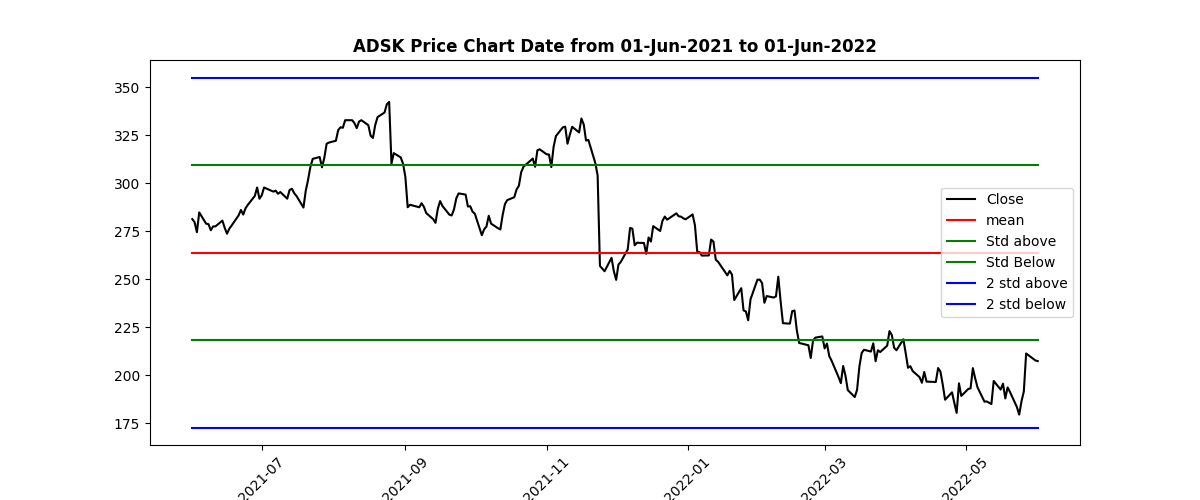 ADSK Price Chart Date from 01-Jun-2021 to 01-Jun-2022
350
325
300
275
250
225
200
175
Close
mean
Std above
Std Below
2 std above
2 std below
2021-07
2021-09
2021-11
2022-01
2022-03
2022-05